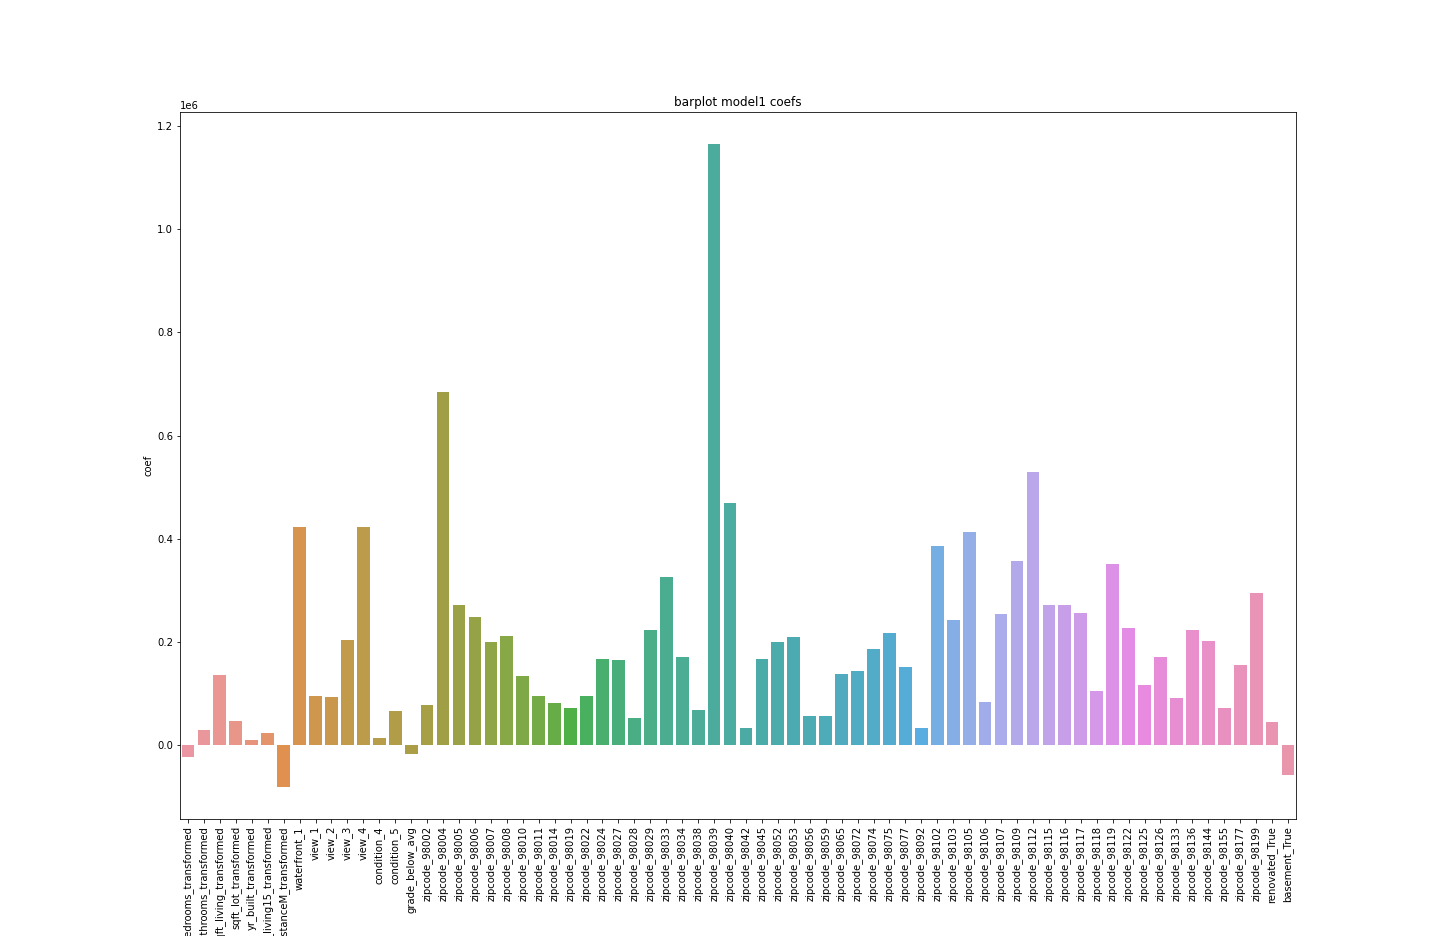 barplot model1 coefs
1e6
1.2
1.0
0.8
0.6
0.4
0.2
0.0
coef
edrooms_transformed
throoms_transformed
ft_living_transformed
sqft_lot_transformed
yr_built_transformed
living15_transformed
stanceM_transformed
waterfront_1
view_1
view_2
view_3
view_4
condition_4
condition_5
grade_below_avg
zipcode_98002
zipcode_98004
zipcode_98005
zipcode_98006
zipcode_98007
zipcode_98008
zipcode_98010
zipcode_98011
zipcode_98014
zipcode_98019
zipcode_98022
zipcode_98024
zipcode_98027
zipcode_98028
zipcode_98029
zipcode_98033
zipcode_98034
zipcode_98038
zipcode_98039
zipcode_98040
zipcode_98042
zipcode_98045
zipcode_98052
zipcode_98053
zipcode_98056
zipcode_98059
zipcode_98065
zipcode_98072
zipcode_98074
zipcode_98075
zipcode_98077
zipcode_98092
zipcode_98102
zipcode_98103
zipcode_98105
zipcode_98106
zipcode_98107
zipcode_98109
zipcode_98112
zipcode_98115
zipcode_98116
zipcode_98117
zipcode_98118
zipcode_98119
zipcode_98122
zipcode_98125
zipcode_98126
zipcode_98133
zipcode_98136
zipcode_98144
zipcode_98155
zipcode_98177
zipcode_98199
renovated_True
basement_True